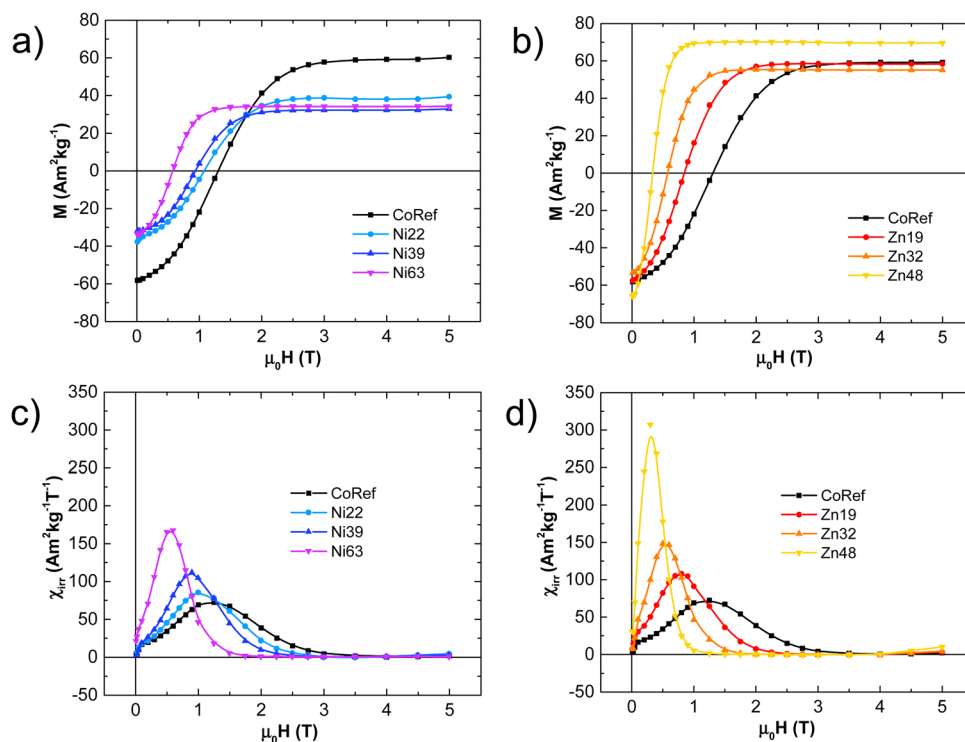 a)
M (Am²kg⁻¹)
80
60
40
20
0
-20
-40
-60
-80
CoRef
Ni22
Ni39
Ni63
0 1 2 3 4 5
μ₀H (T)
b)
M (Am²kg⁻¹)
80
60
40
20
0
-20
-40
-60
-80
CoRef
Zn19
Zn32
Zn48
0 1 2 3 4 5
μ₀H (T)
c)
χirr (Am²kg⁻¹T⁻¹)
350
300
250
200
150
100
50
0
-50
CoRef
Ni22
Ni39
Ni63
0 1 2 3 4 5
μ₀H (T)
d)
χirr (Am²kg⁻¹T⁻¹)
350
300
250
200
150
100
50
0
-50
CoRef
Zn19
Zn32
Zn48
0 1 2 3 4 5
μ₀H (T)